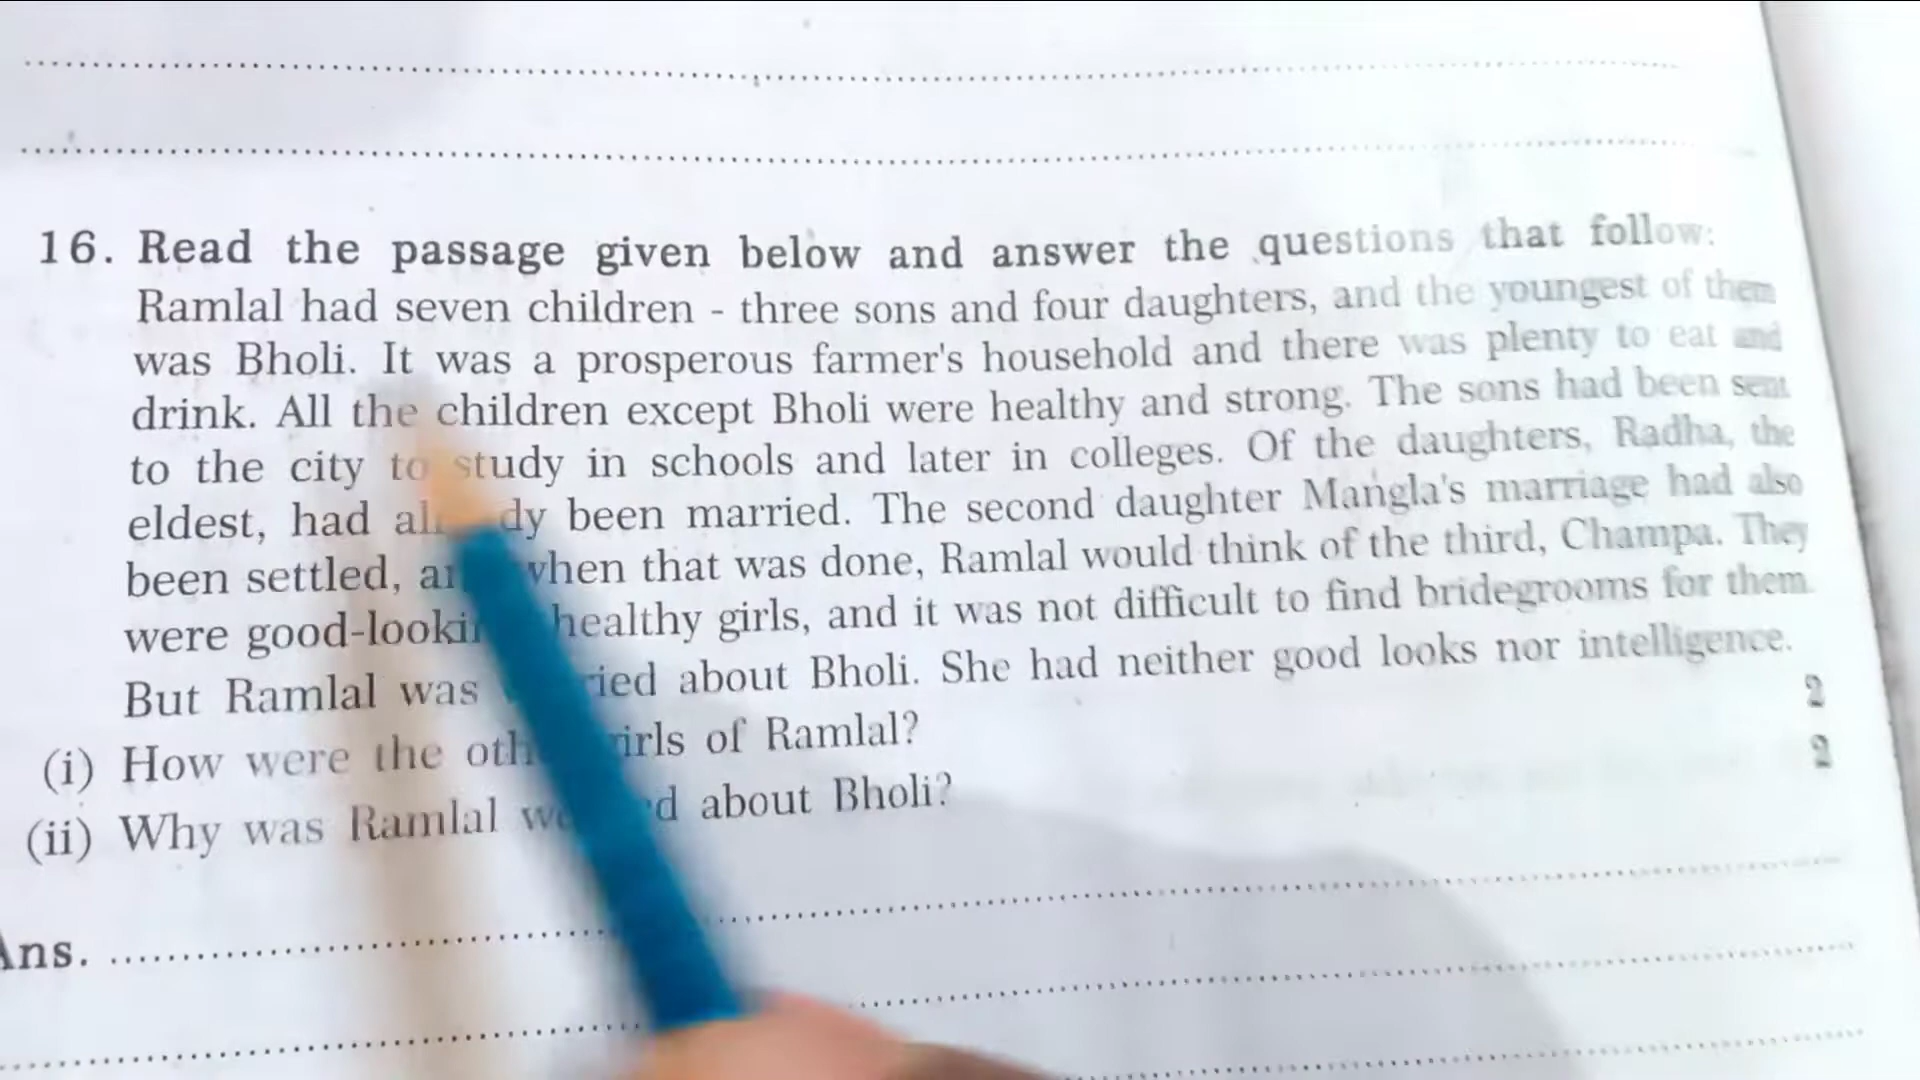 16. Read the passage given below and answer the questions that follow:
Ramlal had seven children - three sons and four daughters, and the youngest of them
was Bholi. It was a prosperous farmer's household and there was plenty to eat and
drink. All the children except Bholi were healthy and strong. The sons had been sent
to the city to study in schools and later in colleges. Of the daughters, Radha, the
eldest, had been married. The second daughter Mangla's marriage had also
been settled, when that was done, Ramlal would think of the third, Champa. They
were healthy girls, and it was not difficult to find bridegrooms for them.
But Ramlal was about Bholi. She had neither good looks nor intelligence.
(i) How were the of Ramlal? 2
(ii) Why was Ramlal about Bholi? 2
Ans.